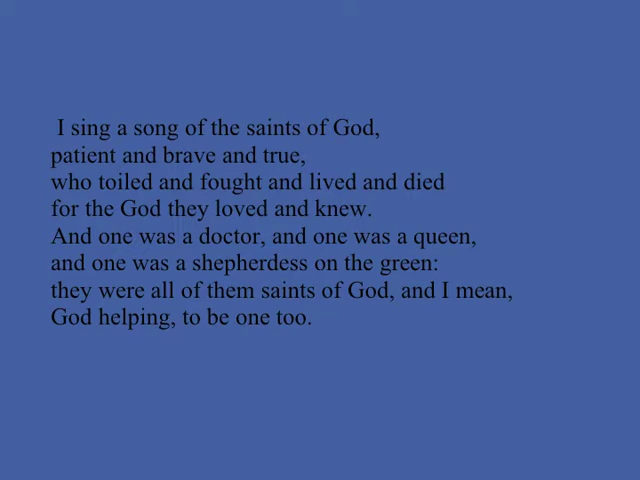 I sing a song of the saints of God,
patient and brave and true,
who toiled and fought and lived and died
for the God they loved and knew.
And one was a doctor, and one was a queen,
and one was a shepherdess on the green:
they were all of them saints of God, and I mean,
God helping, to be one too.